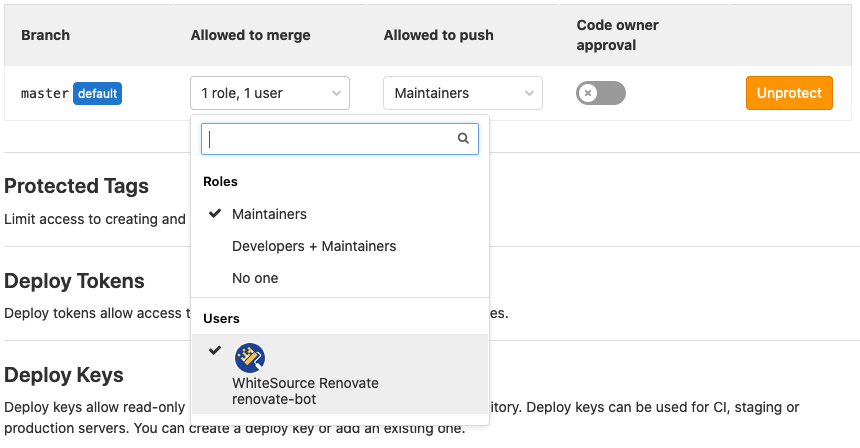 Branch
Allowed to merge
Allowed to push
Code owner
approval
master default
1 role, 1 user
Maintainers
Unprotect
Roles
Maintainers
Developers + Maintainers
No one
Users
WhiteSource Renovate
renovate-bot
Protected Tags
Limit access to creating and
Deploy Tokens
Deploy tokens allow access t es.
Deploy Keys
Deploy keys allow read-only itory. Deploy keys can be used for CI, staging or
production servers. You can create a deploy key or add an existing one.